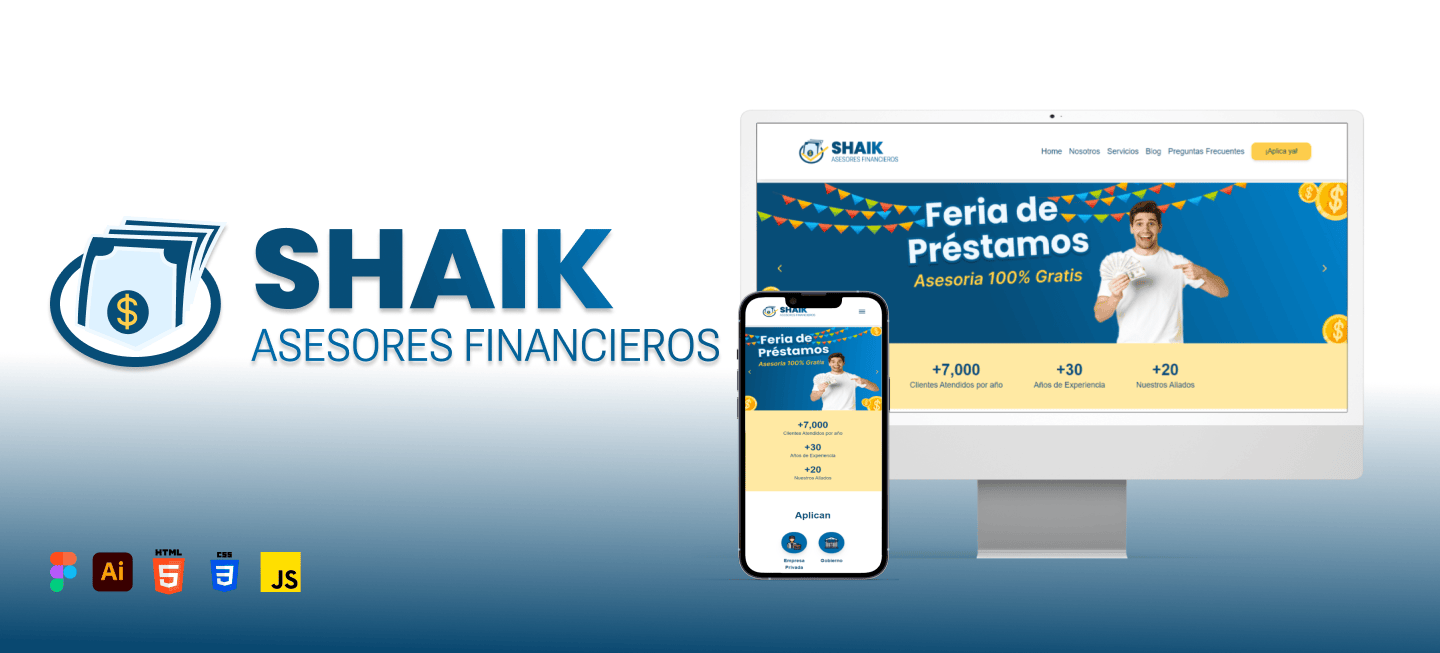 $
SHAIK
ASESORES FINANCIEROS
HTML
CSS
Ai
5
3
JS
SHAIK
ASESORES FINANCIEROS
Home Nosotros Servicios Blog Preguntas Frecuentes ¡Aplica ya!
Feria de
Préstamos
Asesoria 100% Gratis
+7,000 +30 +20
Clientes Atendidos por año Años de Experiencia Nuestros Aliados
SHAIK
Feria de
Préstamos
Asesoria 100% Gratis
+7,000
Clientes Atendidos por año
+30
Años de Experiencia
+20
Nuestros Aliados
Aplican
Empresa
Privada
Gobierno